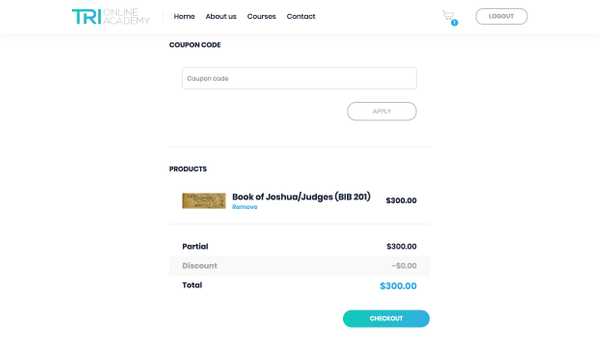 TRI ONLINE ACADEMY
Home About us Courses Contact
1
LOGOUT
COUPON CODE
Coupon code
APPLY
PRODUCTS
Book of Joshua/Judges (BIB 201) $300.00
Remove
Partial $300.00
Discount -$0.00
Total $300.00
CHECKOUT